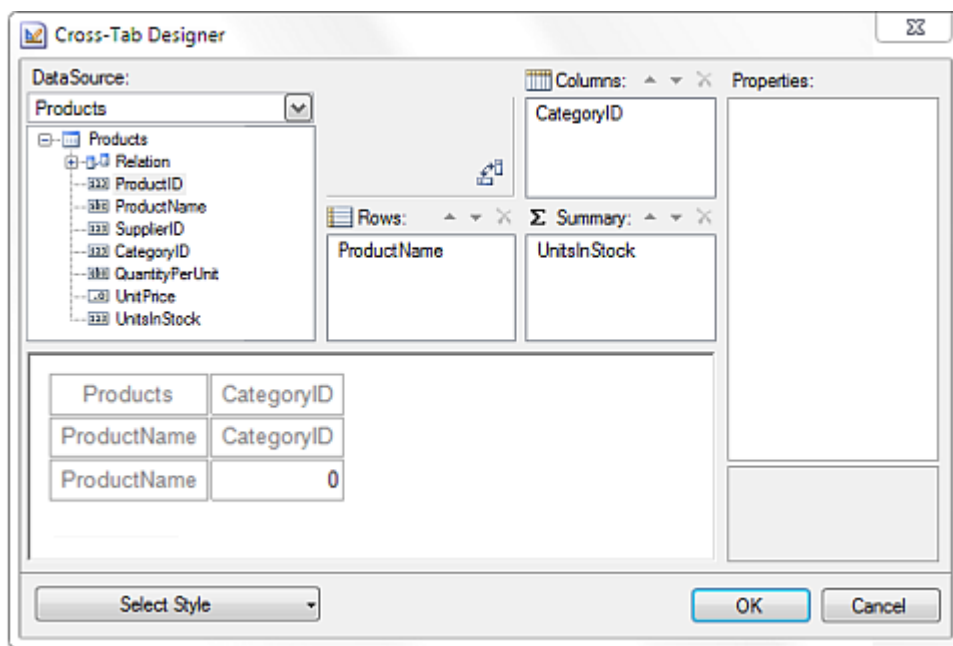 Cross-Tab Designer
DataSource:
Columns:
Properties:
Products
CategoryID
Products
Relation
ProductID
ProductName
Rows:
Σ Summary:
SupplierID
CategoryID
ProductName
UnitsInStock
QuantityPerUnit
UnitPrice
UnitsInStock
Products CategoryID
ProductName CategoryID
ProductName 0
Select Style
OK
Cancel